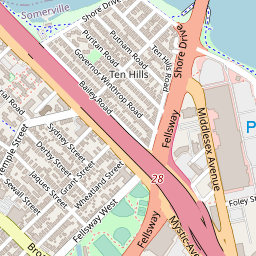 Somerville
Shore Drive
Puritan Road
Putnam Road
Ten Hills Road
Ten Hills
Governor Winthrop Road
Bailey Road
Shore Drive
Fellsway
Middlesex Avenue
P
Temple Street
Sydney Street
Derby Street
Jaques Street
Grant Street
Sewall Street
Wheatland Street
28
Fellsway West
Foley S
Fellsway
Mystic Ave
Bro